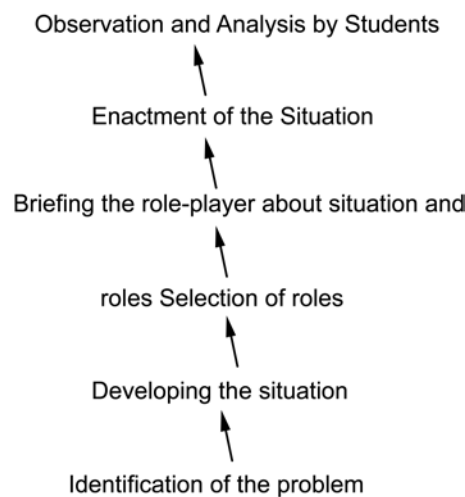 Observation and Analysis by Students
Enactment of the Situation
Briefing the role-player about situation and
roles Selection of roles
Developing the situation
Identification of the problem